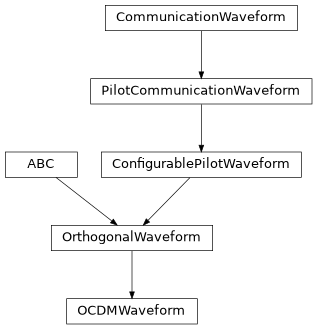 CommunicationWaveform
PilotCommunicationWaveform
ABC
ConfigurablePilotWaveform
OrthogonalWaveform
OCDMWaveform